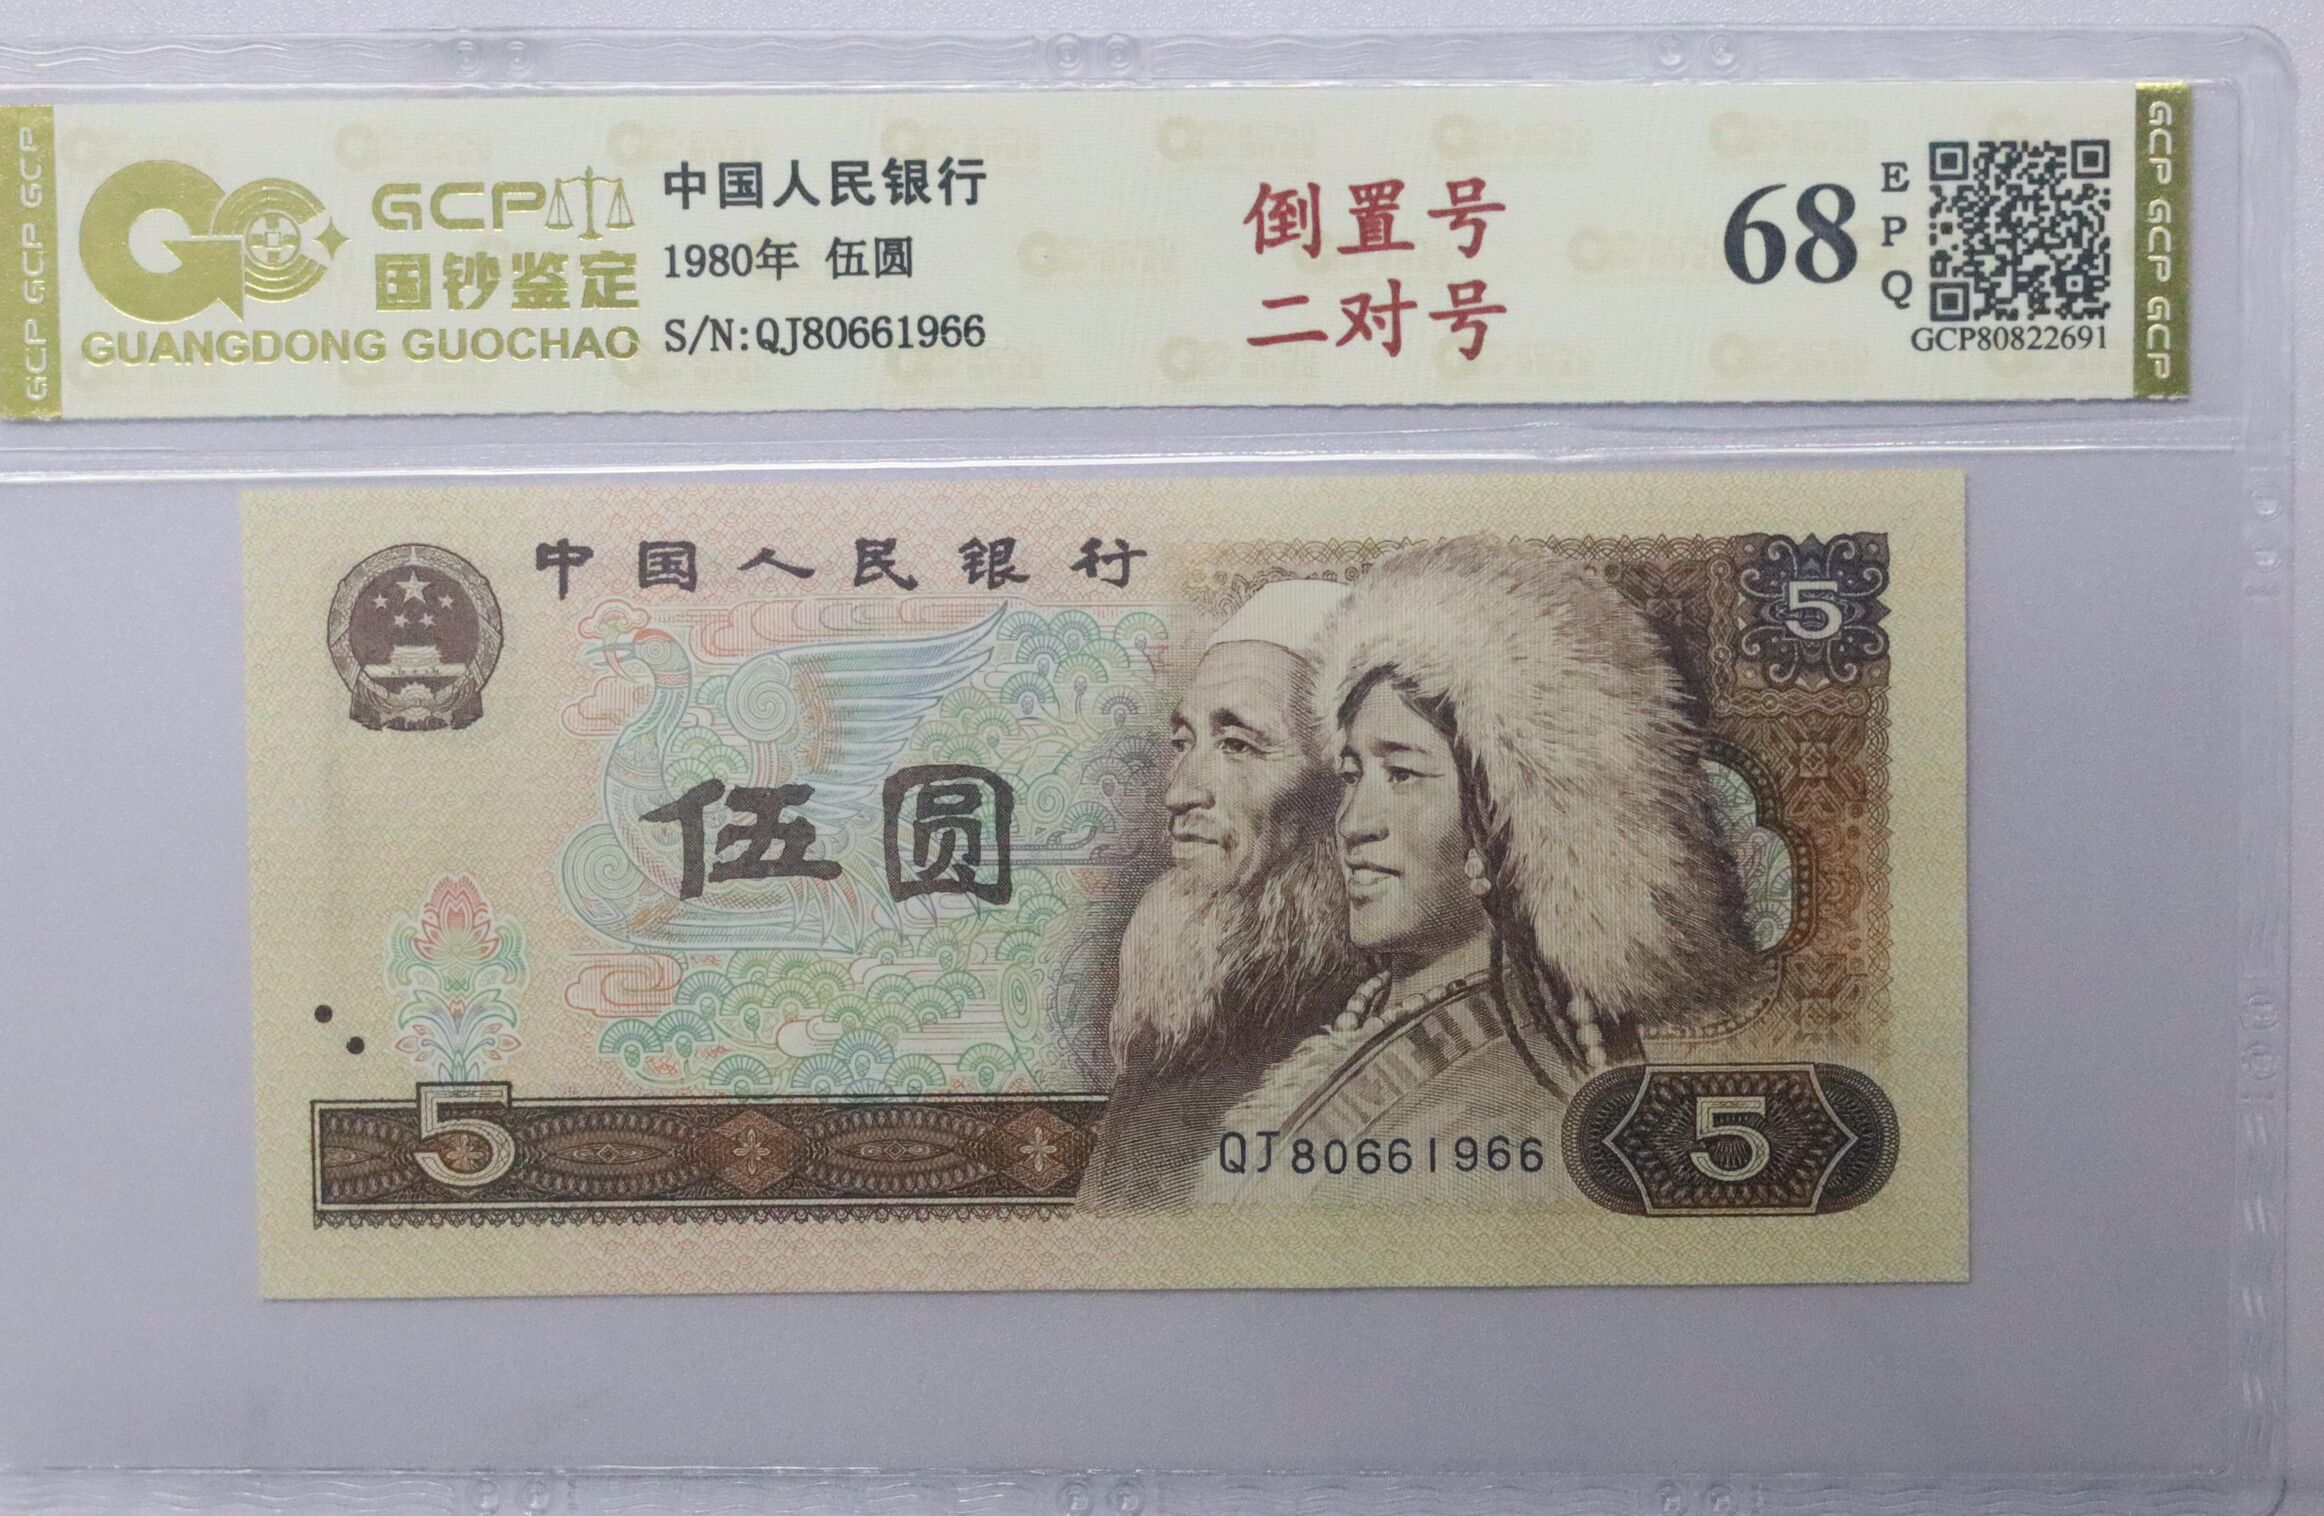 GCP GCP GCP
GCP
国钞鉴定
GUANGDONG GUOCHAO
中国人民银行
1980年 伍圆
S/N:QJ80661966
倒置号
二对号
68
EPQ
GCP80822691
GCP GCP GCP
中国人民银行
5
伍圆
5
QJ80661966
5